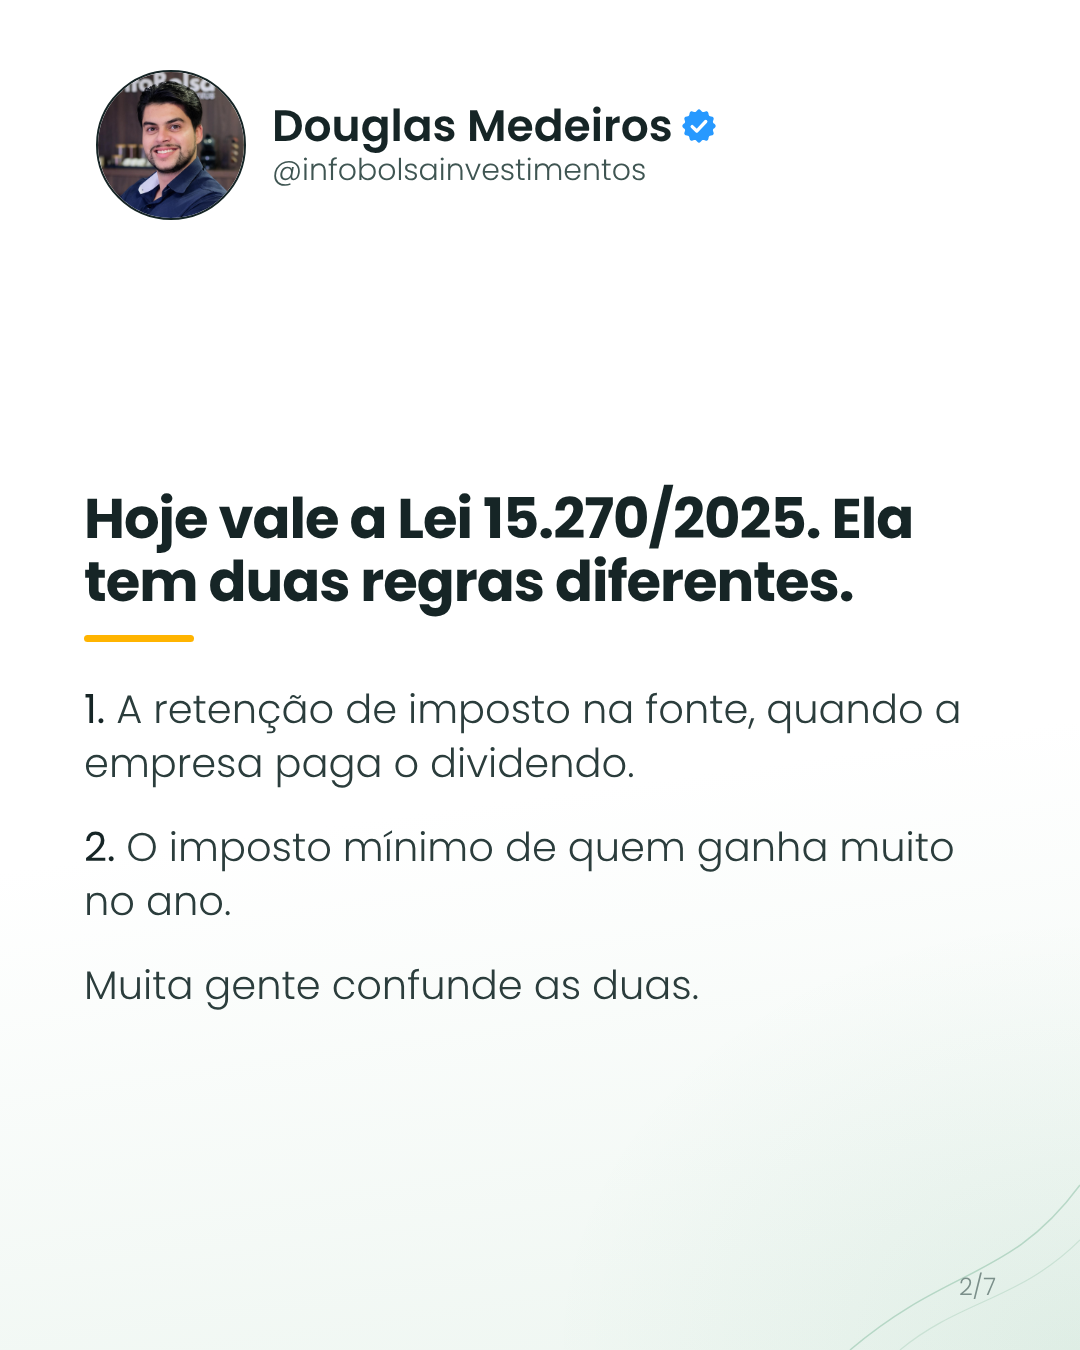 Douglas Medeiros
@infobolsainvestimentos
Hoje vale a Lei 15.270/2025. Ela
tem duas regras diferentes.
1. A retenção de imposto na fonte, quando a
empresa paga o dividendo.
2. O imposto mínimo de quem ganha muito
no ano.
Muita gente confunde as duas.
2/7